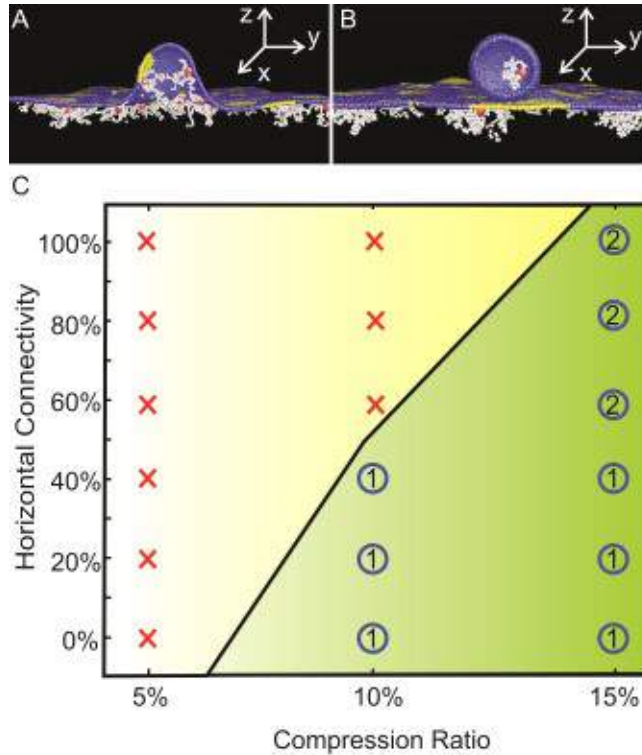 A
z
y
x
B
z
y
x
C
Horizontal Connectivity
100%
80%
60%
40%
20%
0%
2
2
2
1
1
1
1
1
1
5%
10%
15%
Compression Ratio